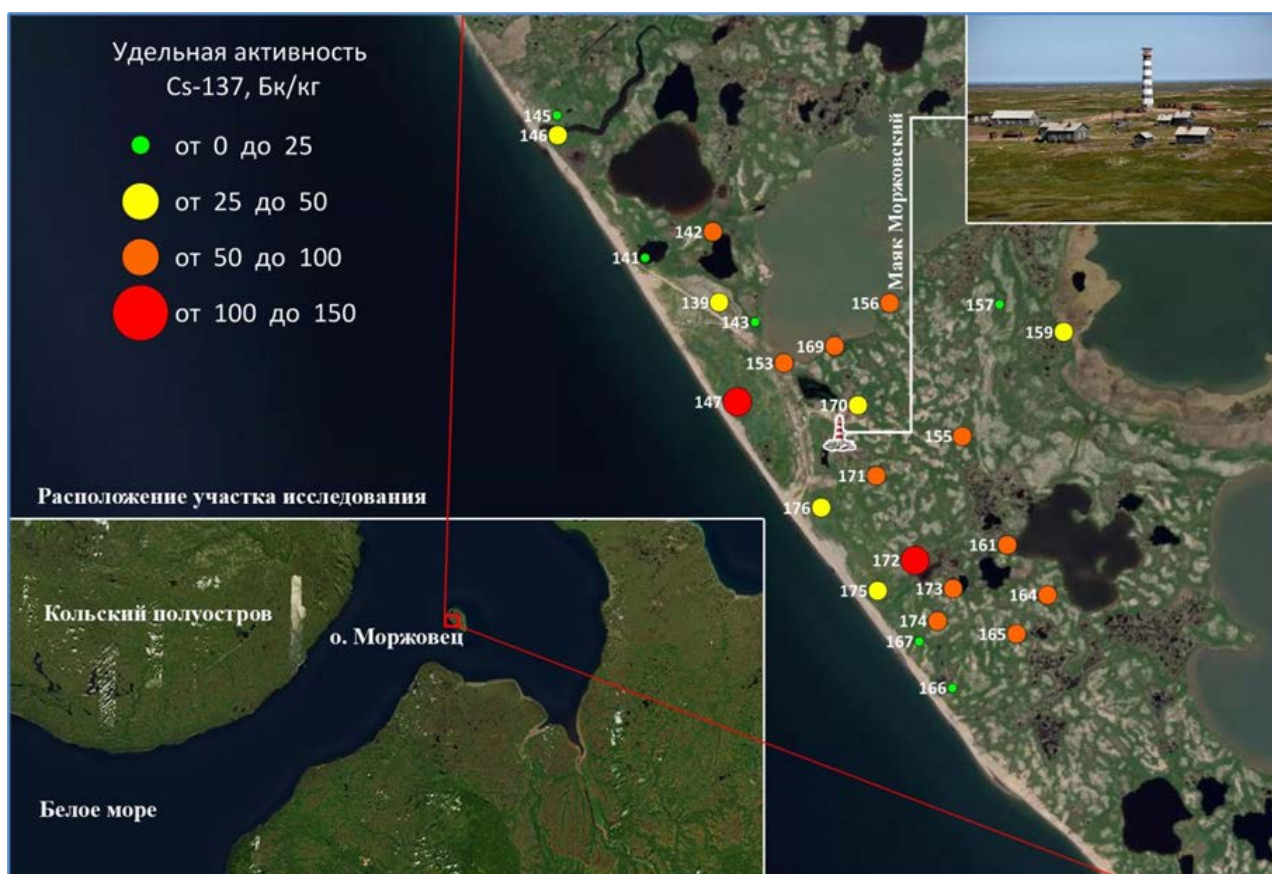 Удельная активность
Cs-137, Бк/кг
от 0 до 25
от 25 до 50
от 50 до 100
от 100 до 150
145
146
142
141
139
143
156
157
159
169
153
147
170
155
171
176
161
172
173
164
175
174
165
167
166
Маяк Моржовский
Расположение участка исследования
Кольский полуостров
о. Моржовец
Белое море